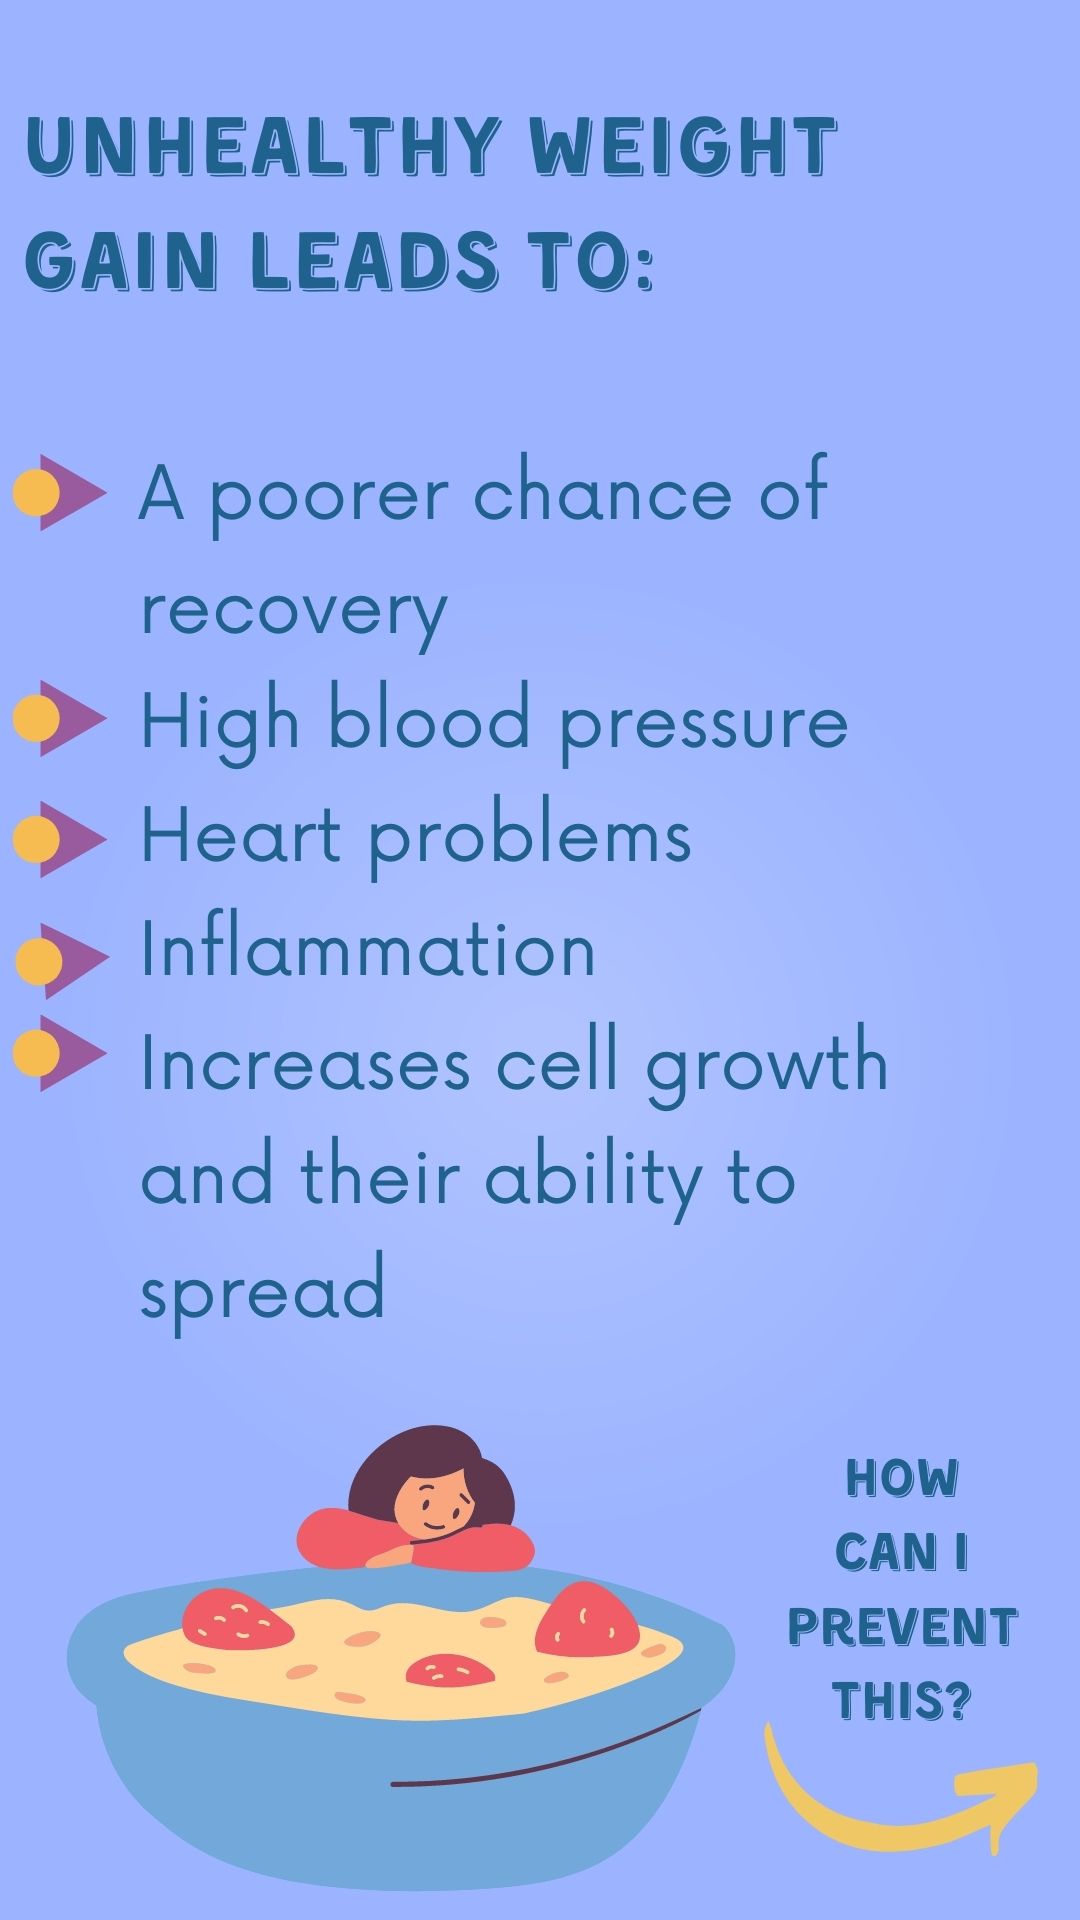 UNHEALTHY WEIGHT
GAIN LEADS TO:
A poorer chance of
recovery
High blood pressure
Heart problems
Inflammation
Increases cell growth
and their ability to
spread
HOW
CAN I
PREVENT
THIS?